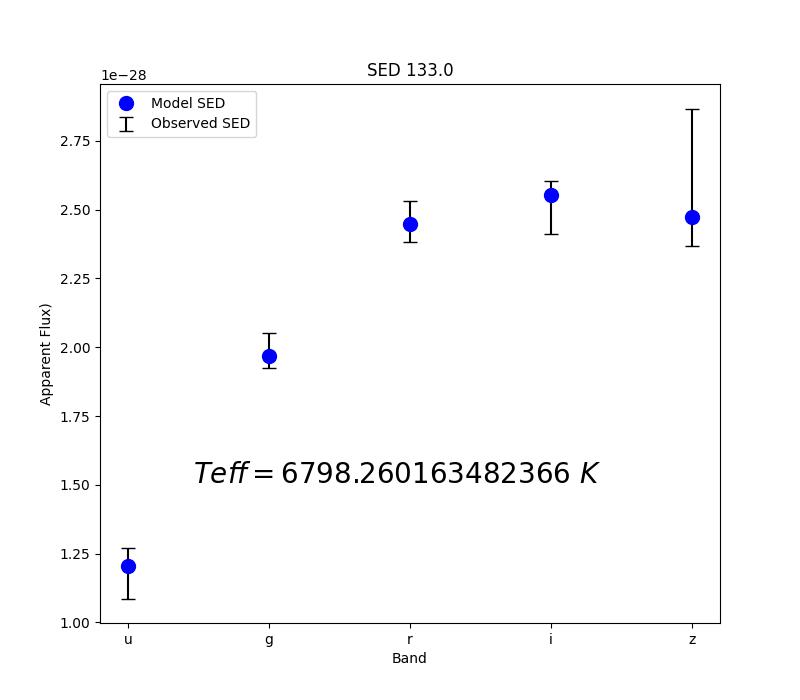 SED 133.0
1e−28
Model SED
Observed SED
2.75
2.50
2.25
2.00
1.75
1.50
1.25
1.00
Apparent Flux)
Teff = 6798.260163482366 K
u g r i z
Band